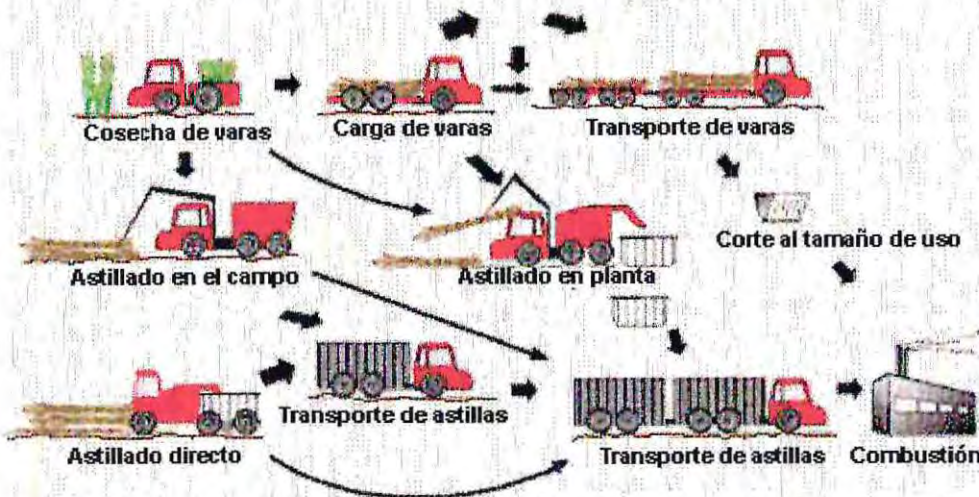 Cosecha de varas
Carga de varas
Transporte de varas
Astillado en el campo
Astillado en planta
Corte al tamaño de uso
Astillado directo
Transporte de astillas
Transporte de astillas
Combustión